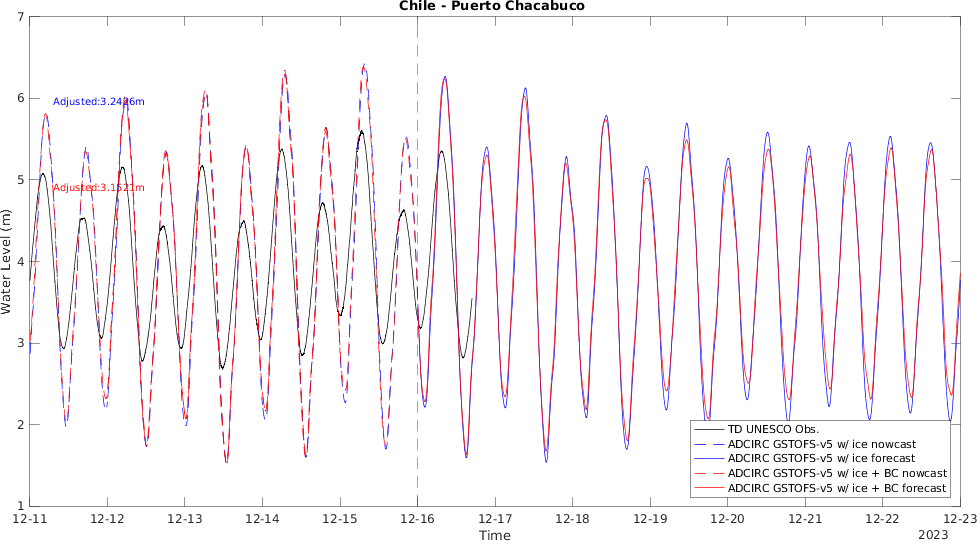 Chile - Puerto Chacabuco
7
6
5
4
3
2
1
Water Level (m)
Adjusted:3.2426m
Adjusted:3.1521m
TD UNESCO Obs.
ADCIRC GSTOFS-v5 w/ ice nowcast
ADCIRC GSTOFS-v5 w/ ice forecast
ADCIRC GSTOFS-v5 w/ ice + BC nowcast
ADCIRC GSTOFS-v5 w/ ice + BC forecast
12-11 12-12 12-13 12-14 12-15 12-16 12-17 12-18 12-19 12-20 12-21 12-22 12-23
Time
2023